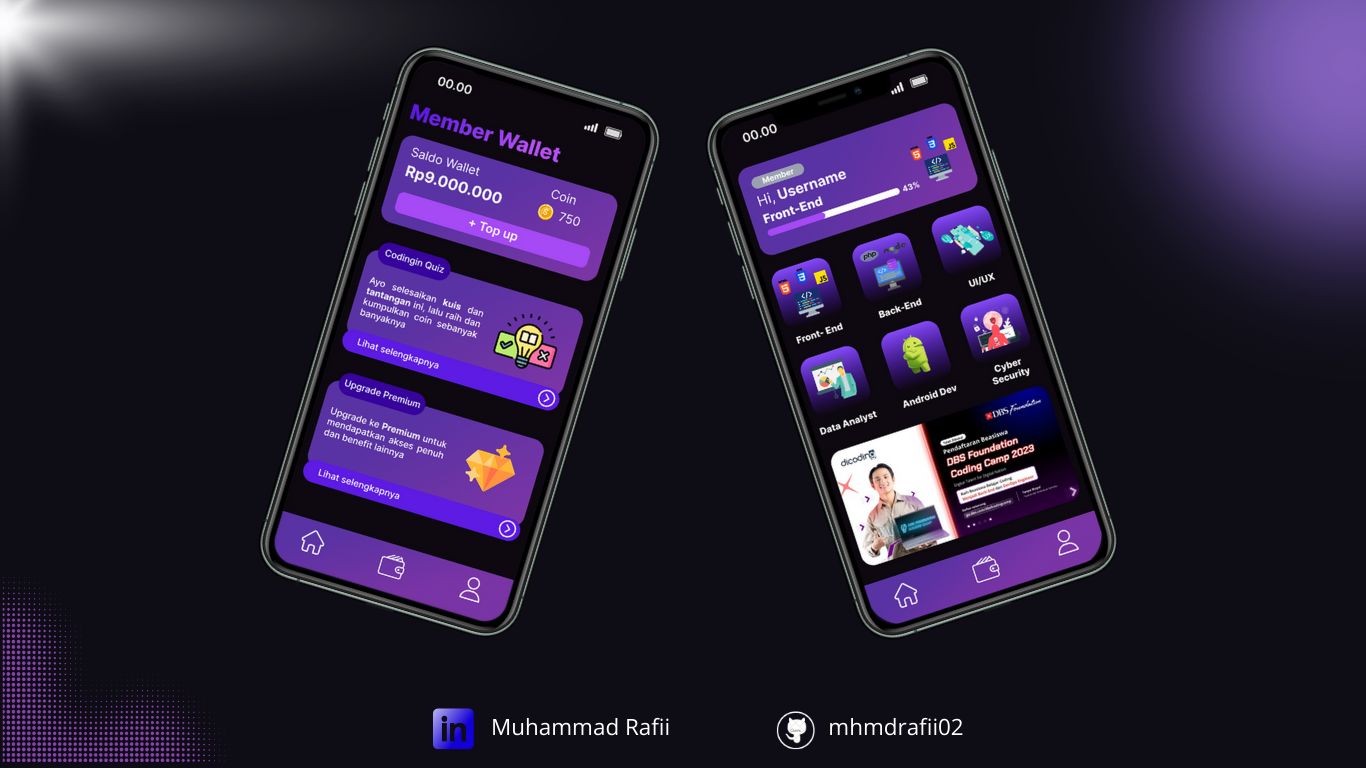 00.00
Member Wallet
Saldo Wallet
Rp9.000.000
Coin
750
+ Top up
Codingin Quiz
Ayo selesaikan kuis dan
tantangan ini, lalu raih dan
kumpulkan coin sebanyak
banyaknya
Lihat selengkapnya
Upgrade Premium
Upgrade ke Premium untuk
mendapatkan akses penuh
dan benefit lainnya
Lihat selengkapnya
00.00
Member
Hi, Username
Front-End
43%
Front- End
php node
Back-End
UI/UX
Data Analyst
Android Dev
Cyber
Security
dicoding
DBS Foundation
Pendaftaran Beasiswa
DBS Foundation
Coding Camp 2023
in
Muhammad Rafii
mhmdrafii02